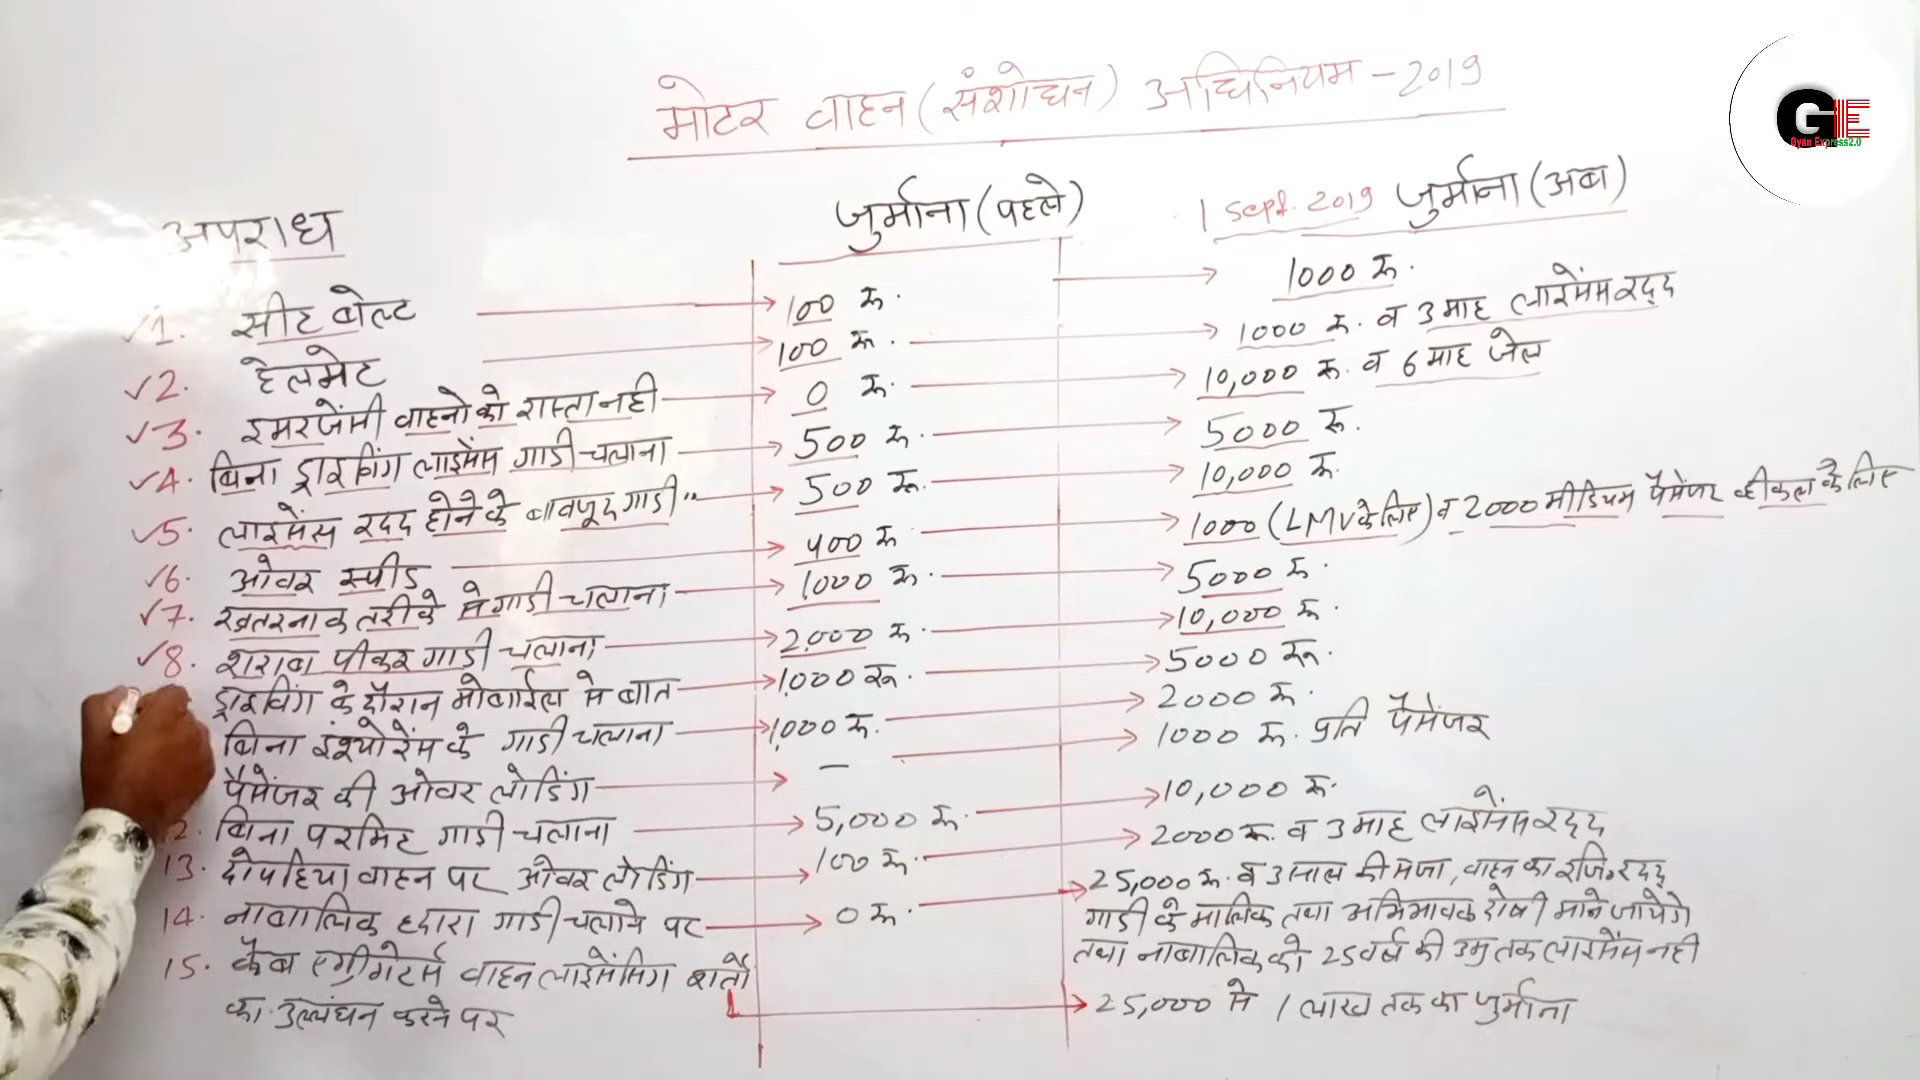 मोटर वाहन (संशोधन) अधिनियम - 2019
GE
Gyan Express2.0
अपराध जुर्माना (पहले) 1 Sept. 2019 जुर्माना (अब)
1. सीट बेल्ट 100 रू. 1000 रू.
2. हेलमेट 100 रू. 1000 रू. व 3 माह लाइसेंस रद्द
3. इमरजेंसी वाहनो को रास्ता नही 0 रू. 10,000 रू. व 6 माह जेल
4. बिना ड्राइविंग लाइसेंस गाडी चलाना 500 रू. 5000 रू.
5. लाइसेंस रद्द होने के बावजूद गाडी " 500 रू. 10,000 रू.
6. ओवर स्पीड 400 रू 1000 (LMV के लिए) व 2000 मीडियम पैसेंजर व्हीकल के लिए
7. खतरनाक तरीके से गाडी चलाना 1000 रू. 5000 रू.
8. शराब पीकर गाडी चलाना 2000 रू. 10,000 रू.
ड्राइविंग के दौरान मोबाईल से बात 1,000 रू. 5000 रू.
बिना इंश्योरेंस के गाडी चलाना 1,000 रू. 2000 रू.
पैसेंजर की ओवर लोडिंग — 1000 रू. प्रति पैसेंजर
2. बिना परमिट गाडी चलाना 5,000 रू. 10,000 रू.
13. दोपहिया वाहन पर ओवर लोडिंग 100 रू. 2000 रू. व 3 माह लाइसेंस रद्द
14. नाबालिक द्वारा गाडी चलाने पर 0 रू. 25,000 रू. व 3 साल की सजा, वाहन का रजि. रद्द
गाडी के मालिक तथा अभिभावक दोषी माने जायेगे
तथा नाबालिक को 25 वर्ष की उम्र तक लाइसेंस नही
15. कैब एग्रीगेटर्स वाहन लाइसेंसिंग शर्तो
का उल्लंघन करने पर 25,000 से 1 लाख तक का जुर्माना